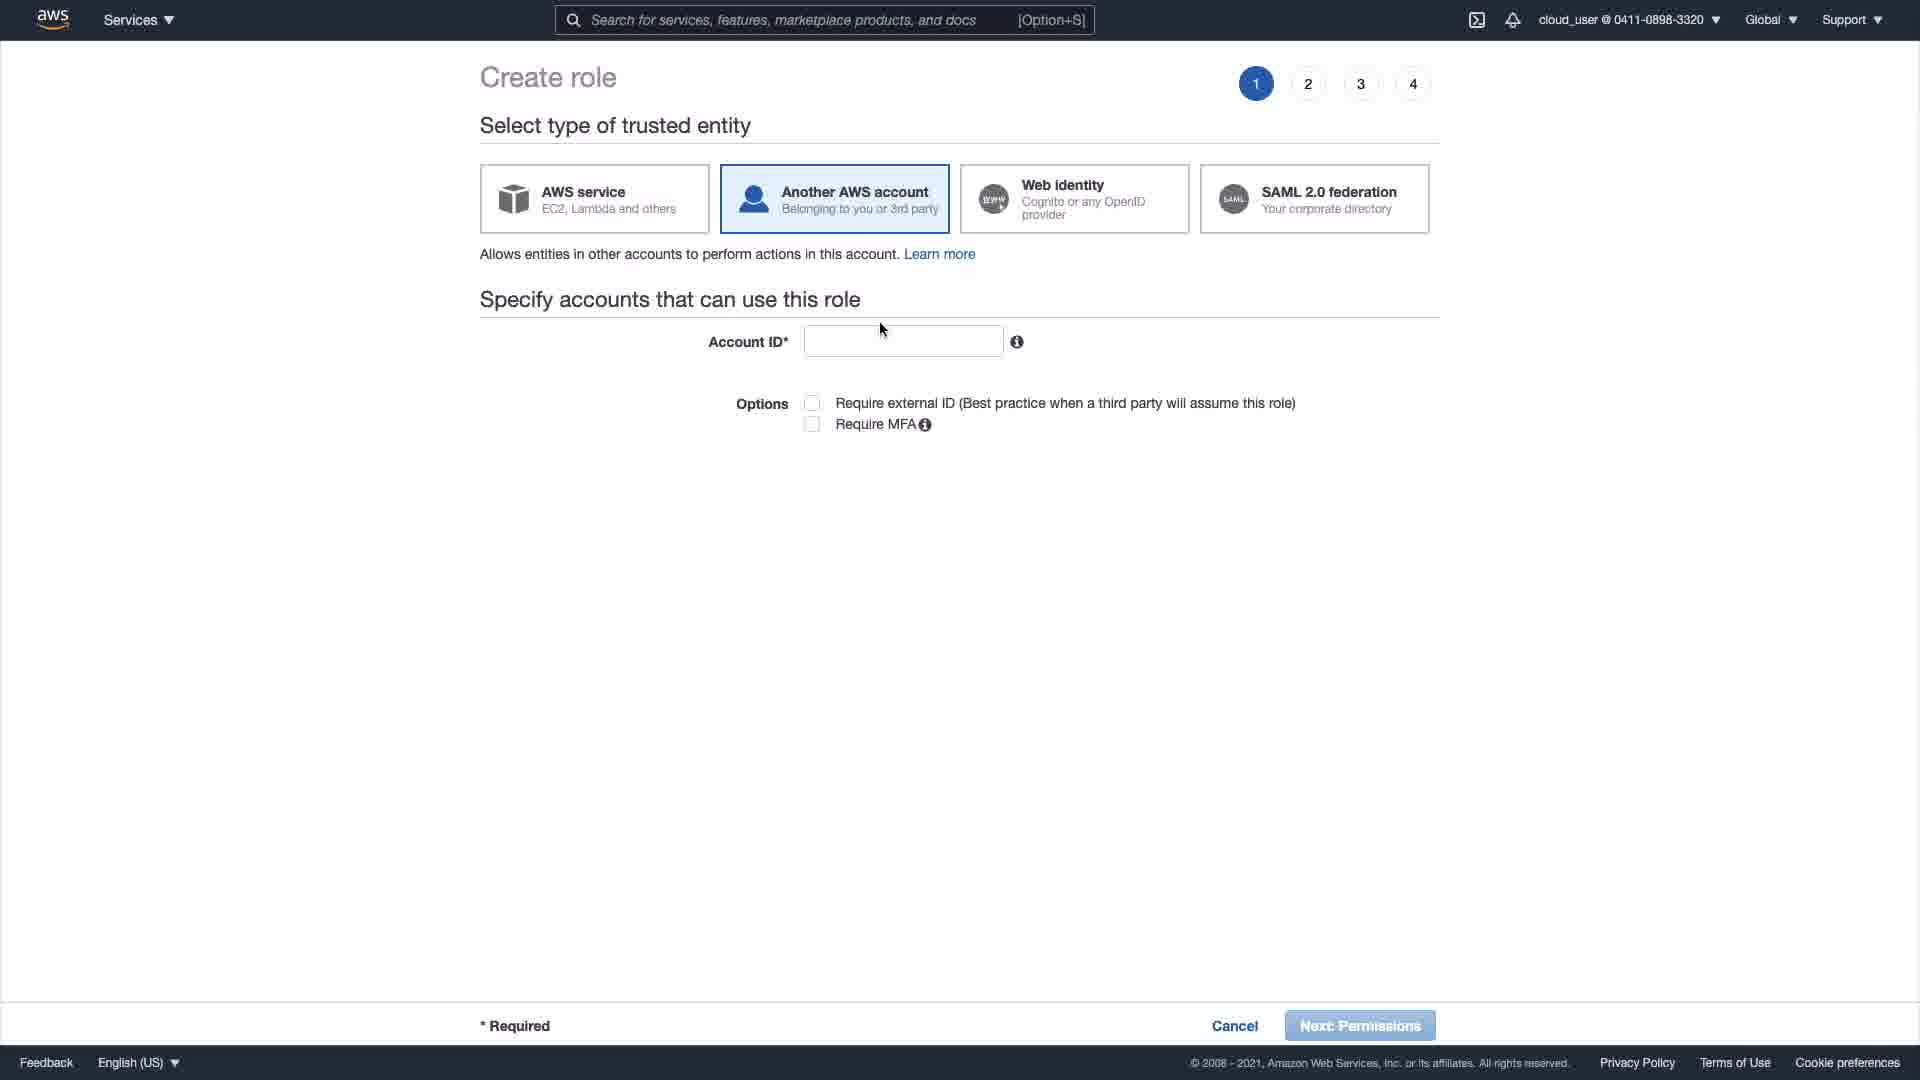 aws
Services
Search for services, features, marketplace products, and docs [Option+S]
cloud_user @ 0411-0898-3320
Global
Support
Create role
1 2 3 4
Select type of trusted entity
AWS service
EC2, Lambda and others
Another AWS account
Belonging to you or 3rd party
WWW
Web identity
Cognito or any OpenID
provider
SAML
SAML 2.0 federation
Your corporate directory
Allows entities in other accounts to perform actions in this account. Learn more
Specify accounts that can use this role
Account ID*
Options
Require external ID (Best practice when a third party will assume this role)
Require MFA
* Required
Cancel
Next: Permissions
Feedback
English (US)
© 2008 - 2021, Amazon Web Services, Inc. or its affiliates. All rights reserved.
Privacy Policy
Terms of Use
Cookie preferences